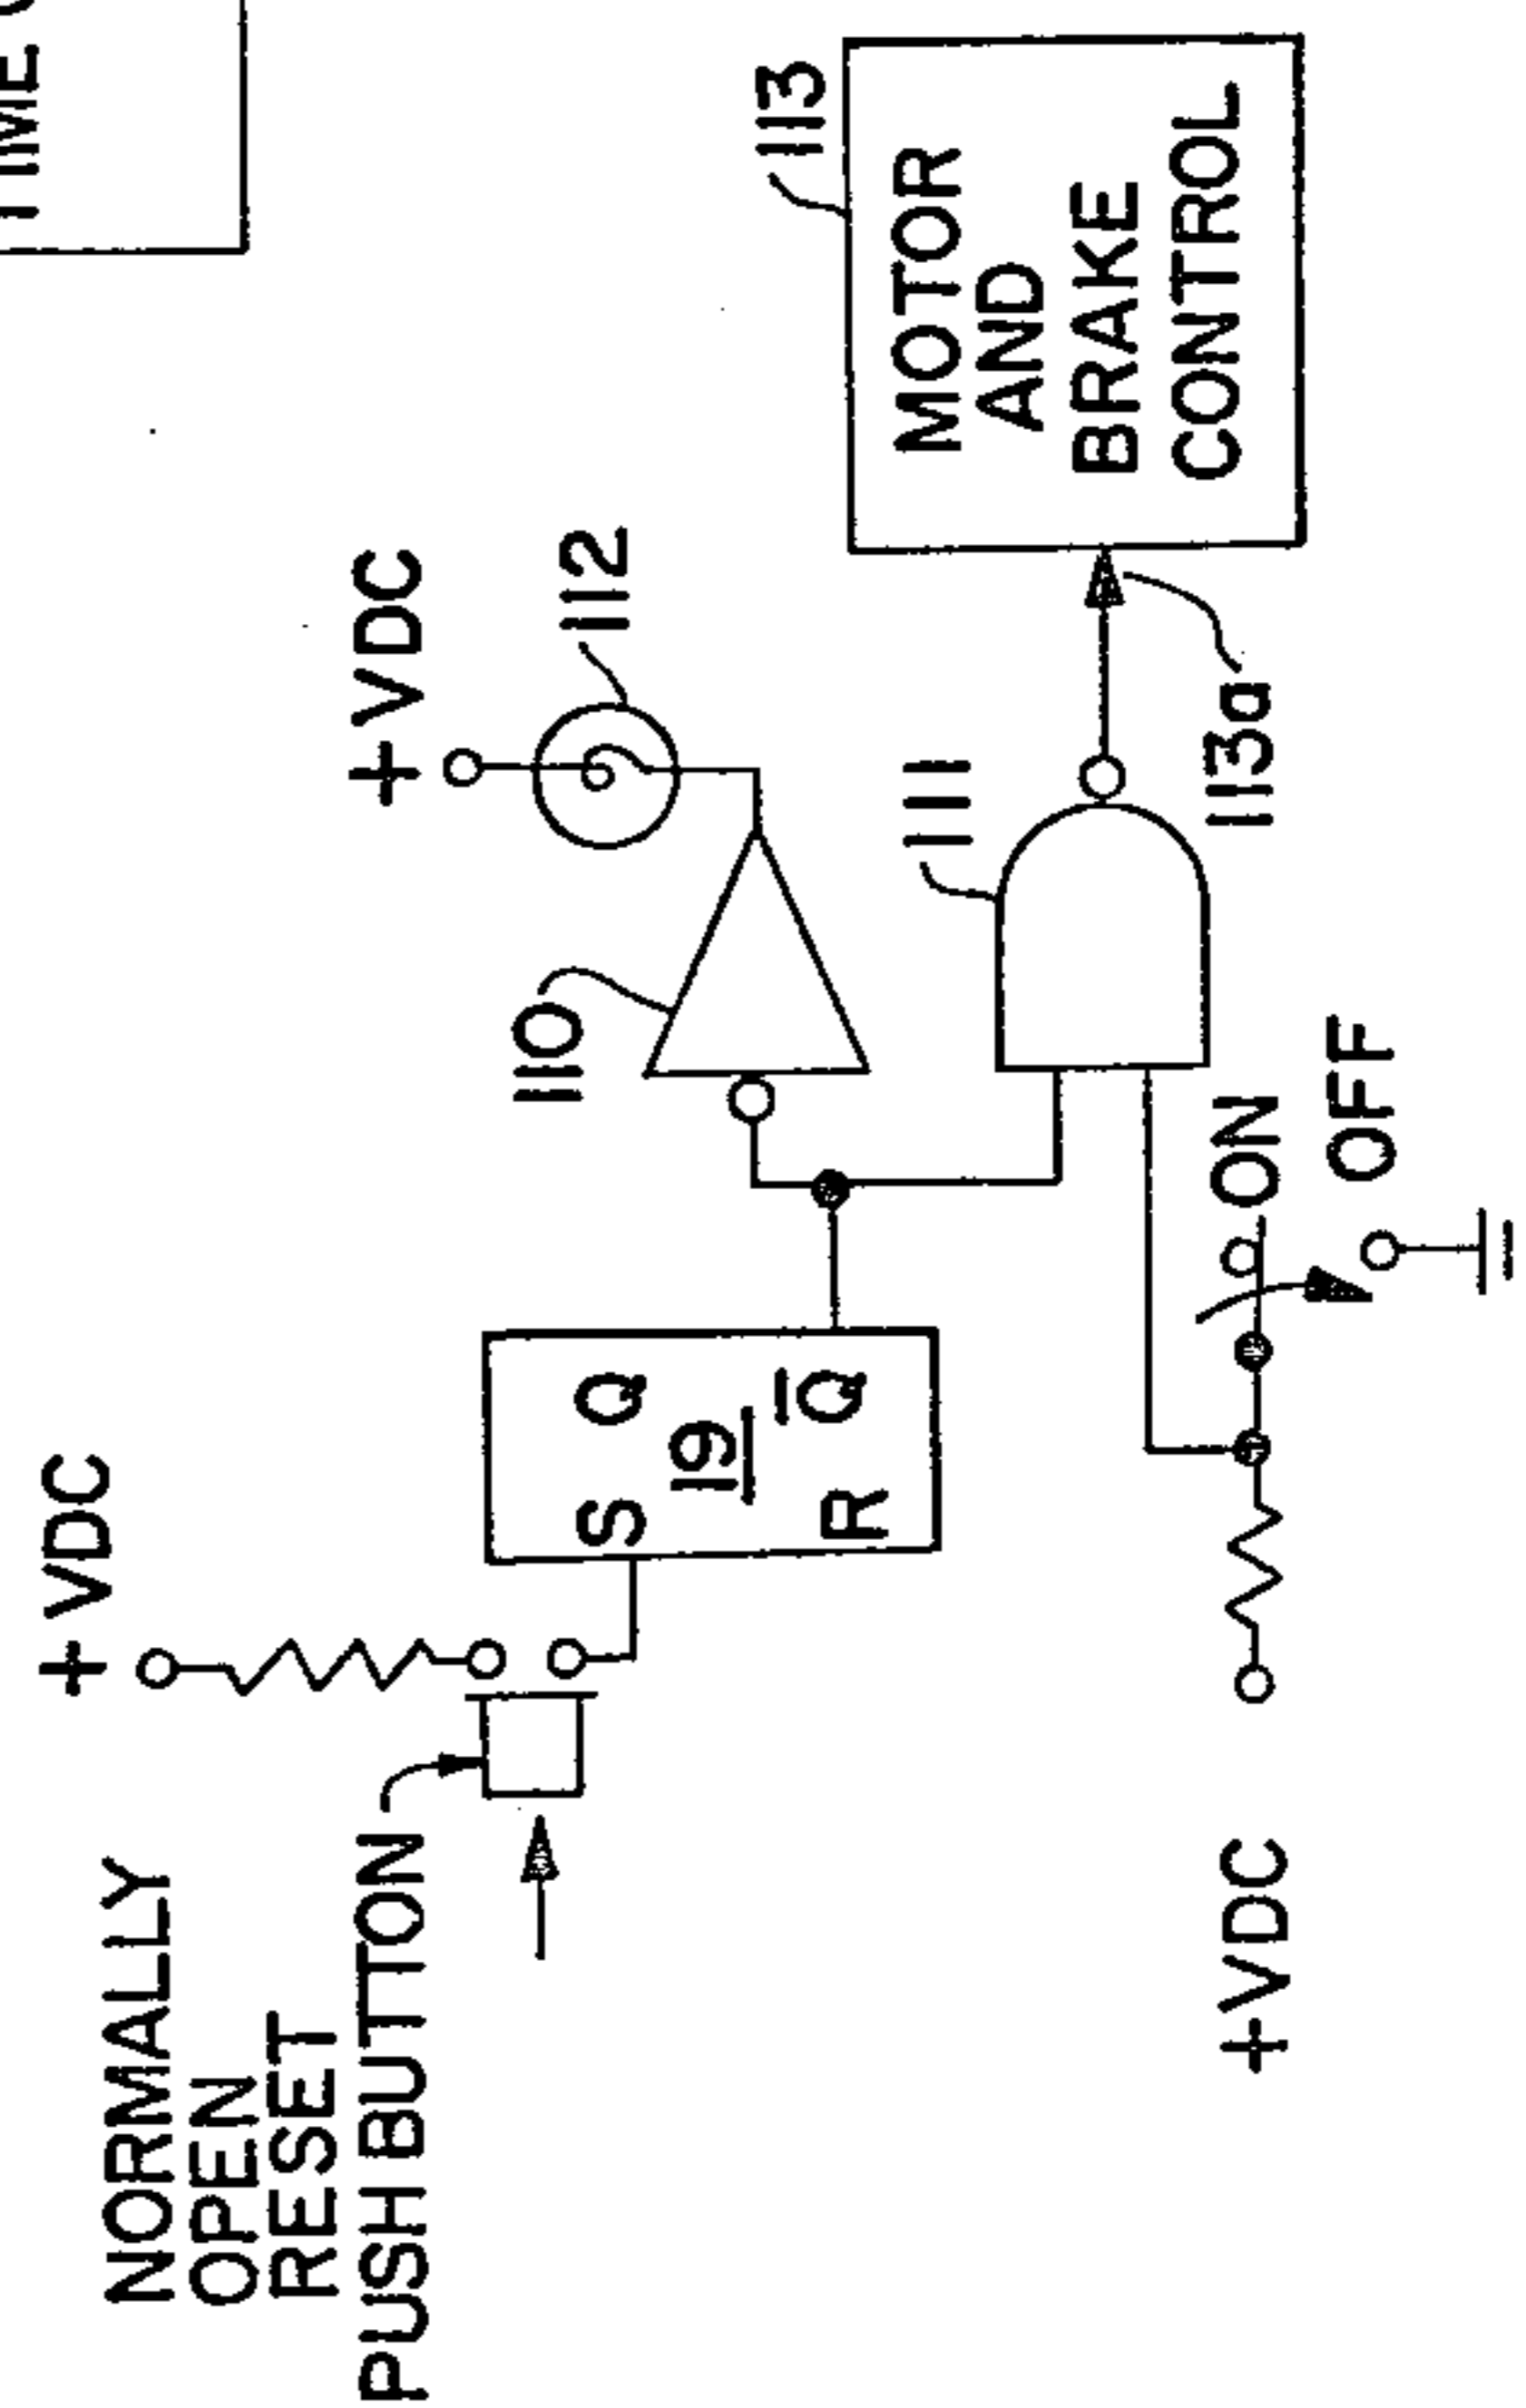 NORMALLY
OPEN
RESET
PUSH BUTTON
+VDC
S Q
19
R Q̅
+VDC
110
112
111
113
MOTOR
AND
BRAKE
CONTROL
113a
+VDC
ON
OFF